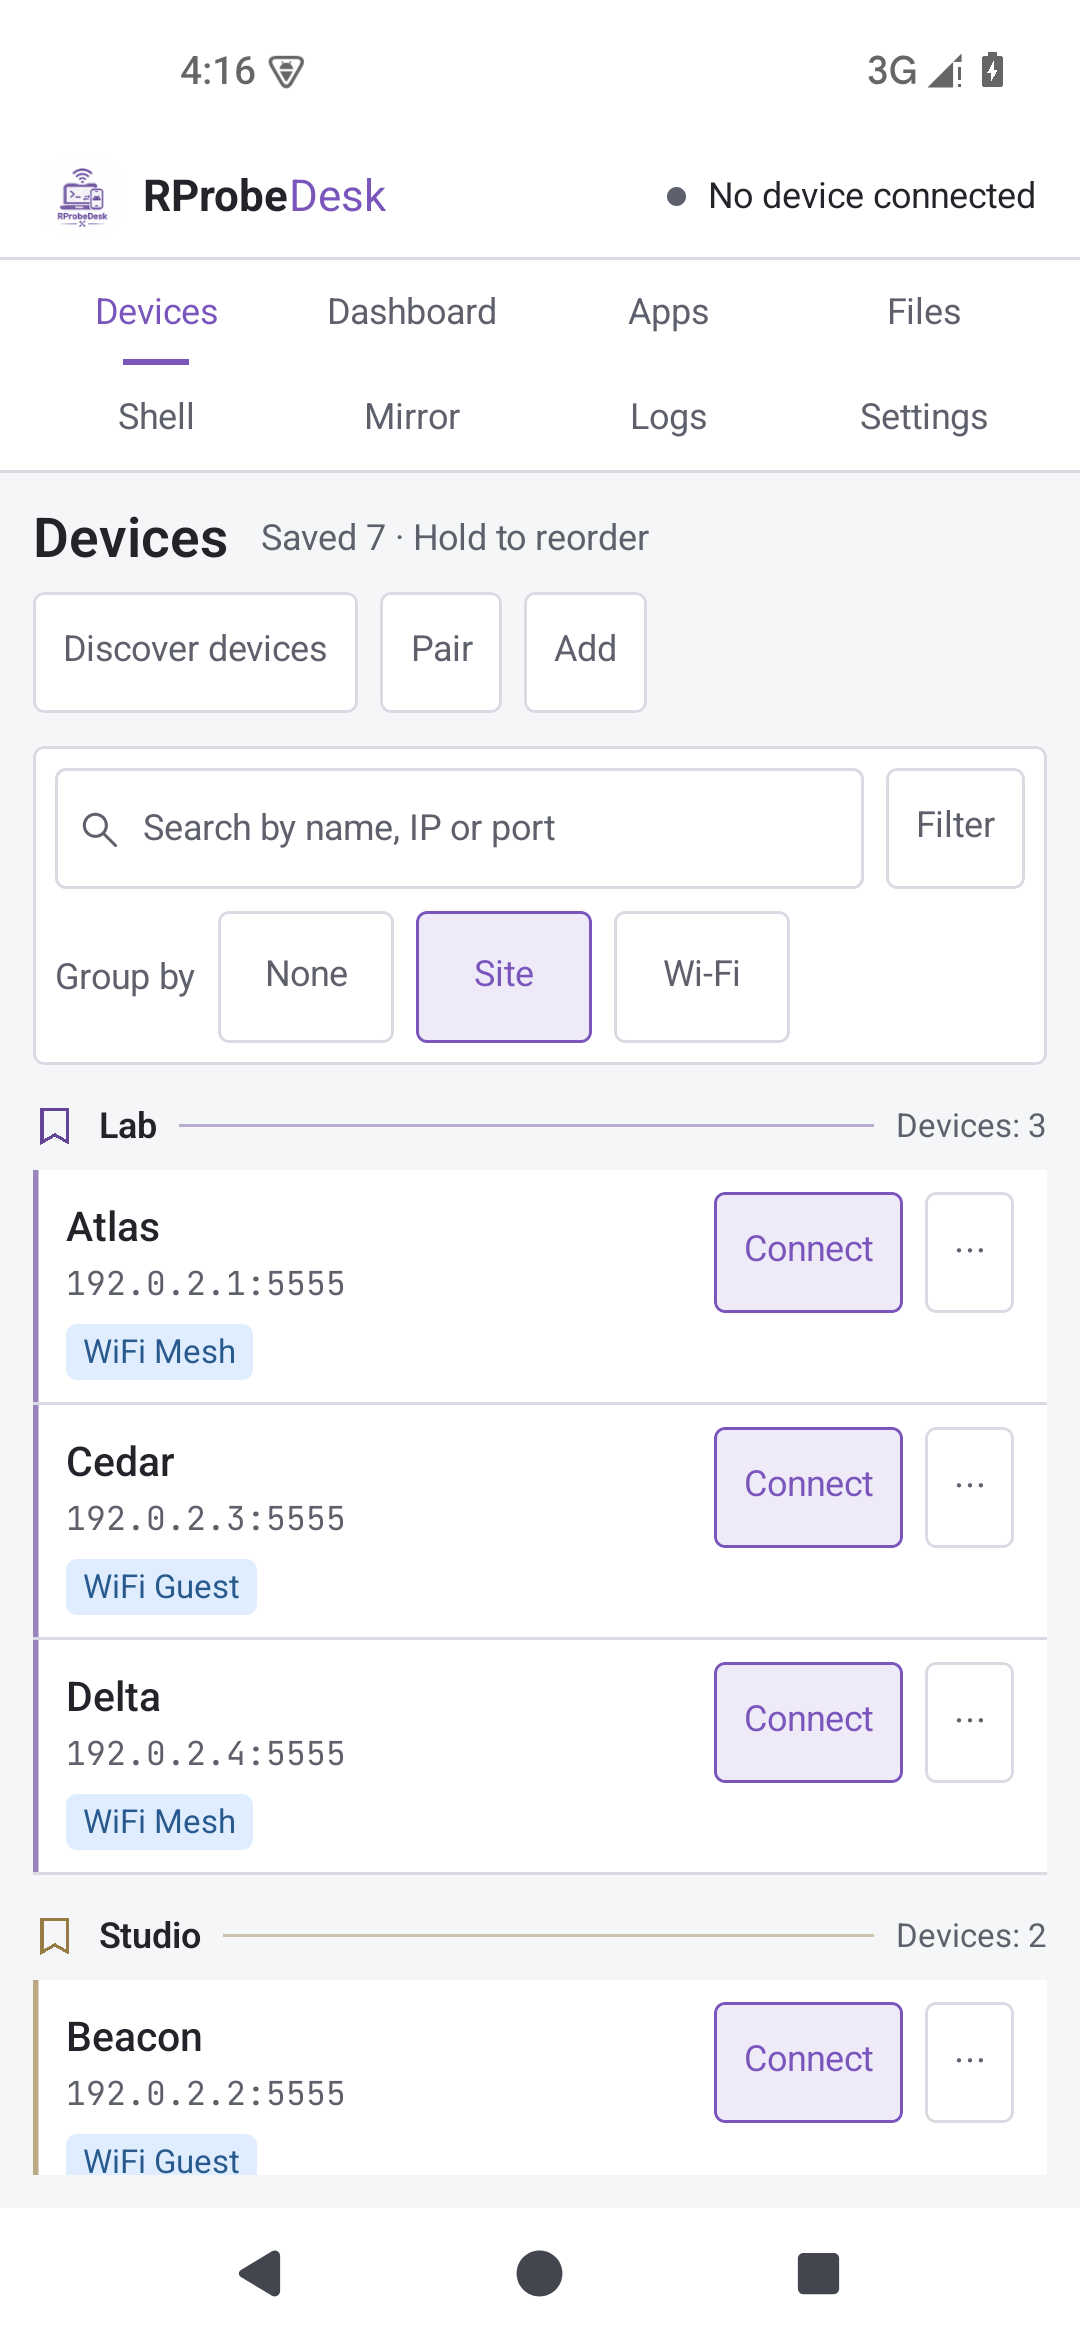 4:16
3G
RProbeDesk
RProbeDesk
No device connected
Devices Dashboard Apps Files
Shell Mirror Logs Settings
Devices Saved 7 · Hold to reorder
Discover devices Pair Add
Search by name, IP or port Filter
Group by None Site Wi-Fi
Lab Devices: 3
Atlas
192.0.2.1:5555
WiFi Mesh
Connect ...
Cedar
192.0.2.3:5555
WiFi Guest
Connect ...
Delta
192.0.2.4:5555
WiFi Mesh
Connect ...
Studio Devices: 2
Beacon
192.0.2.2:5555
WiFi Guest
Connect ...